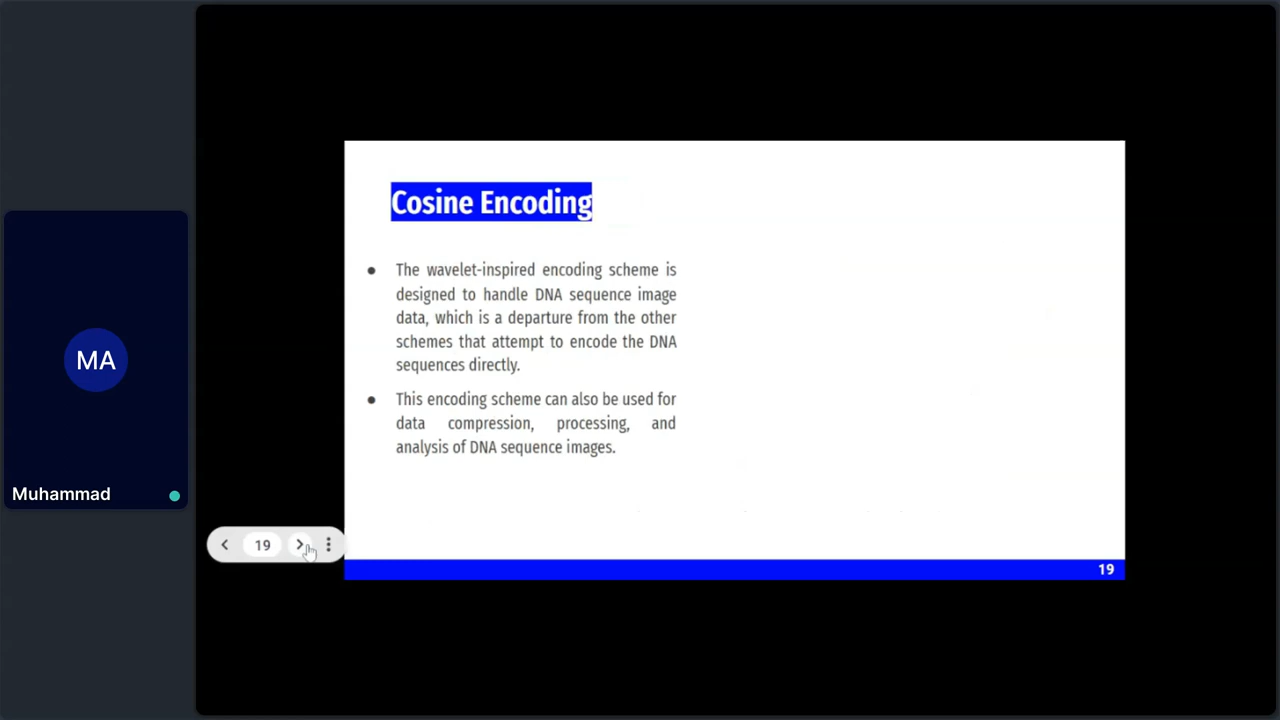 Cosine Encoding
● The wavelet-inspired encoding scheme is
designed to handle DNA sequence image
data, which is a departure from the other
schemes that attempt to encode the DNA
sequences directly.
● This encoding scheme can also be used for
data compression, processing, and
analysis of DNA sequence images.
MA
Muhammad
19
19